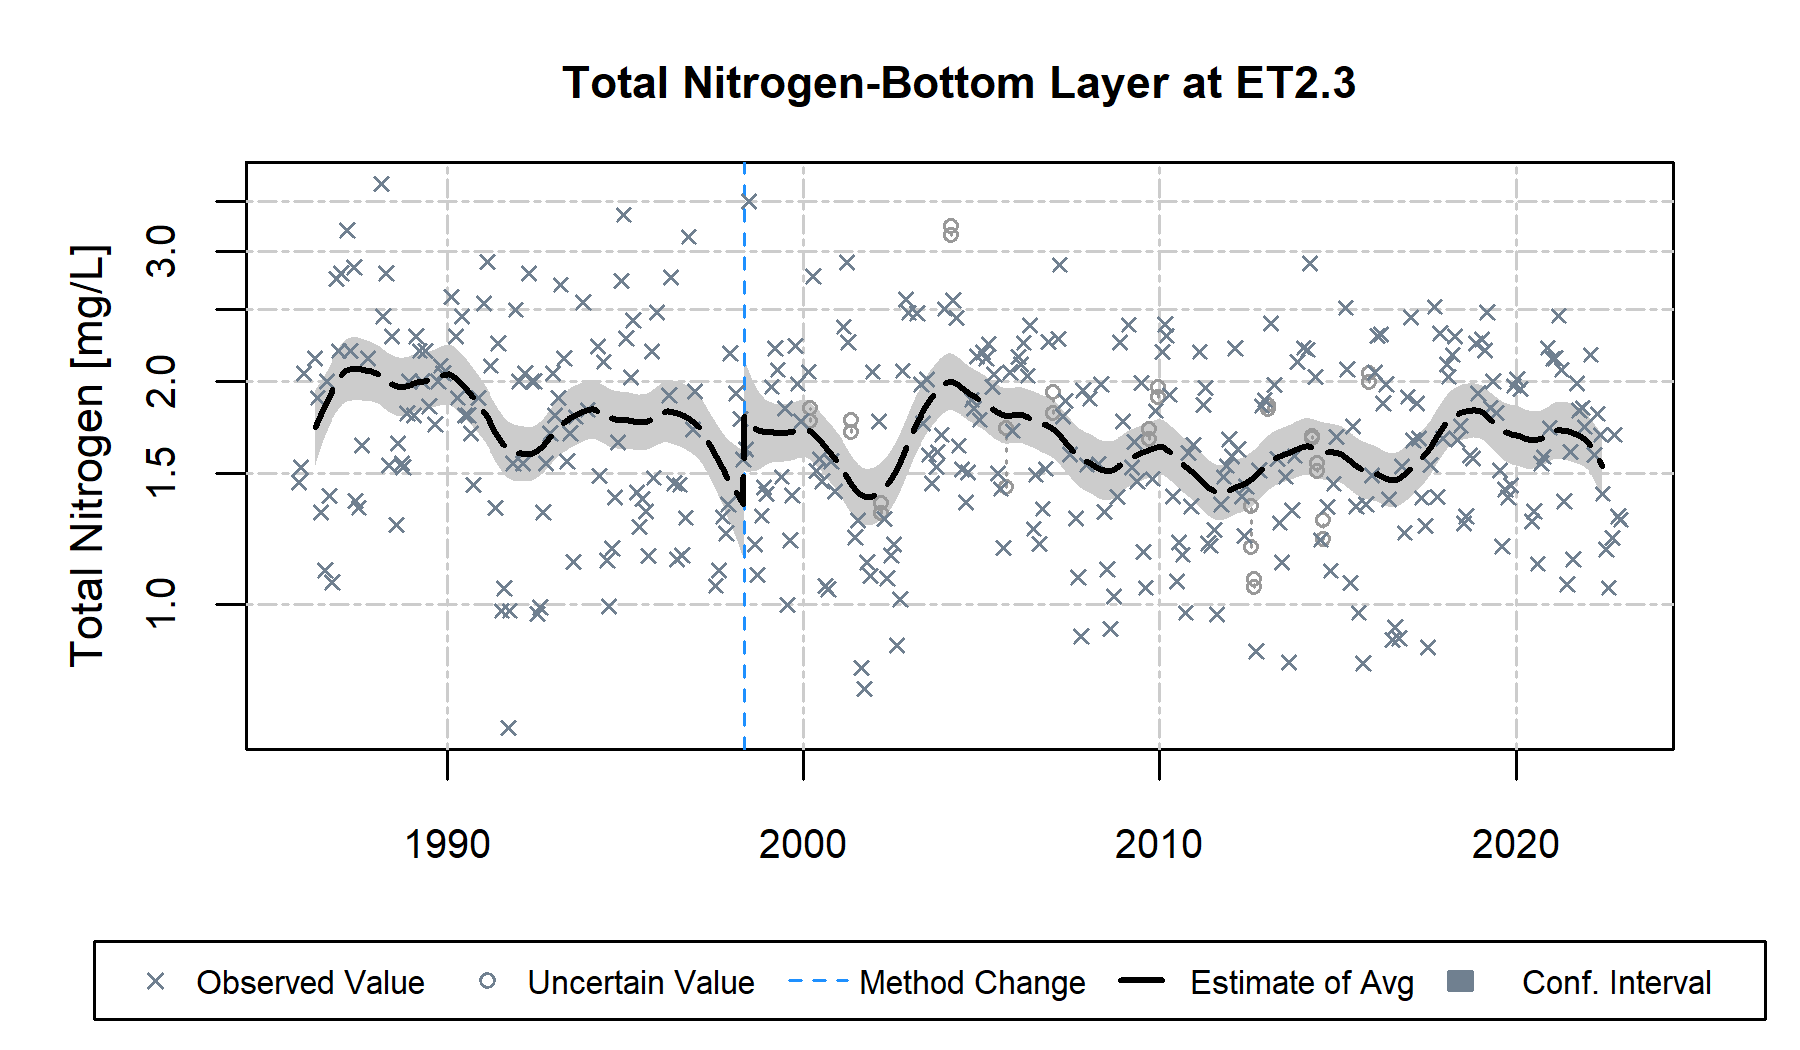 Total Nitrogen-Bottom Layer at ET2.3
Total Nitrogen [mg/L]
3.0
2.0
1.5
1.0
1990 2000 2010 2020
Observed Value Uncertain Value Method Change Estimate of Avg Conf. Interval